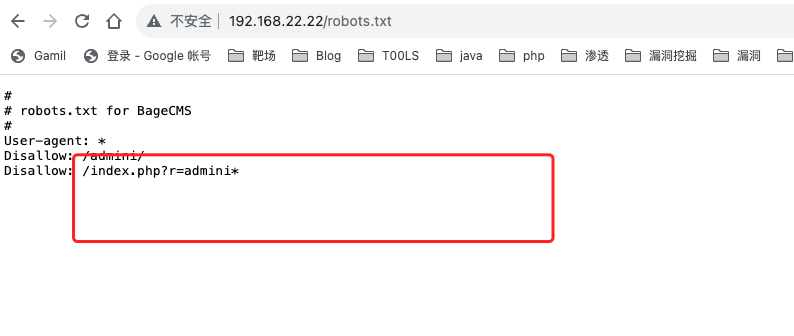 不安全 192.168.22.22/robots.txt
Gamil 登录 - Google 帐号 靶场 Blog T00LS java php 渗透 漏洞挖掘 漏洞
#
# robots.txt for BageCMS
#
User-agent: *
Disallow: /admini/
Disallow: /index.php?r=admini*